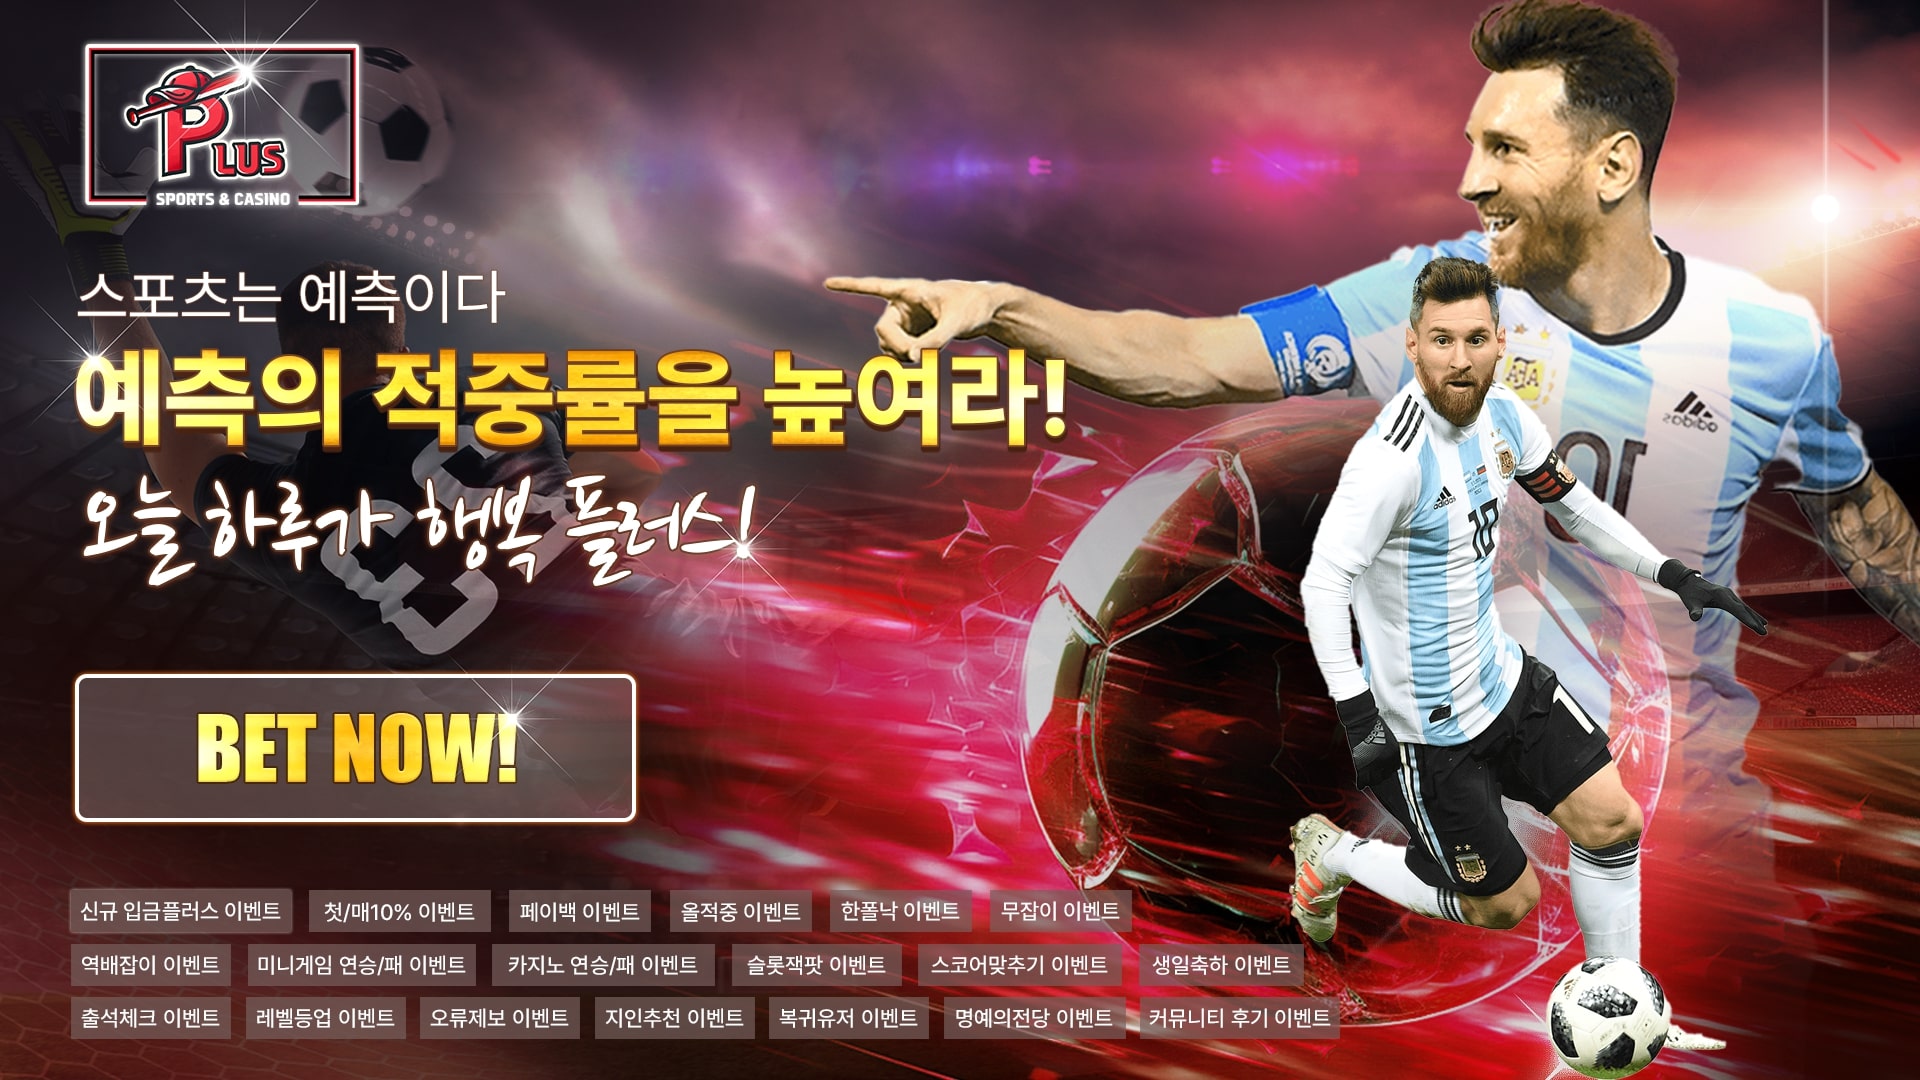 PLUS
SPORTS & CASINO
스포츠는 예측이다
예측의 적중률을 높여라!
오늘 하루가 행복 플러스!
BET NOW!
신규 입금플러스 이벤트 첫/매10% 이벤트 페이백 이벤트 올적중 이벤트 한폴낙 이벤트 무잡이 이벤트
역배잡이 이벤트 미니게임 연승/패 이벤트 카지노 연승/패 이벤트 슬롯잭팟 이벤트 스코어맞추기 이벤트 생일축하 이벤트
출석체크 이벤트 레벨등업 이벤트 오류제보 이벤트 지인추천 이벤트 복귀유저 이벤트 명예의전당 이벤트 커뮤니티 후기 이벤트
adidas
AFA
10
adidas
10
1